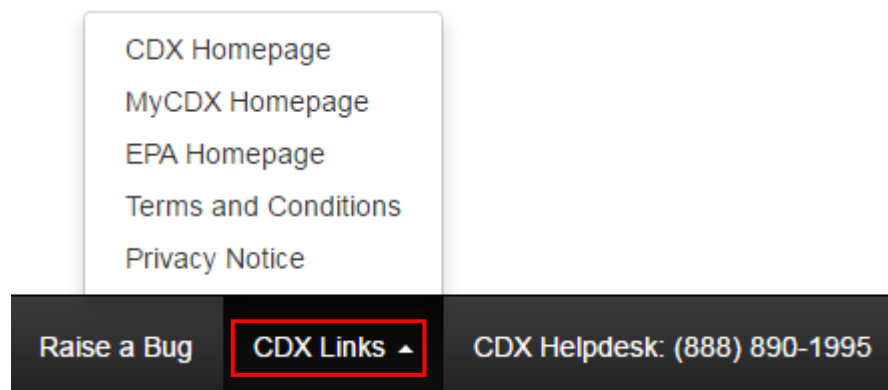 CDX Homepage
MyCDX Homepage
EPA Homepage
Terms and Conditions
Privacy Notice
Raise a Bug CDX Links CDX Helpdesk: (888) 890-1995